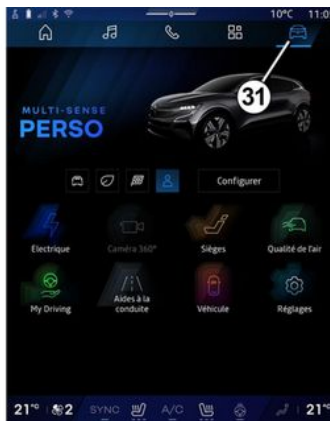 10°C 11:0
31
MULTI-SENSE
PERSO
Configurer
Electrique
Caméra 360°
Sièges
Qualité de l'air
My Driving
Aides à la
conduite
Véhicule
Réglages
21°° 2 SYNC A/C 21°°